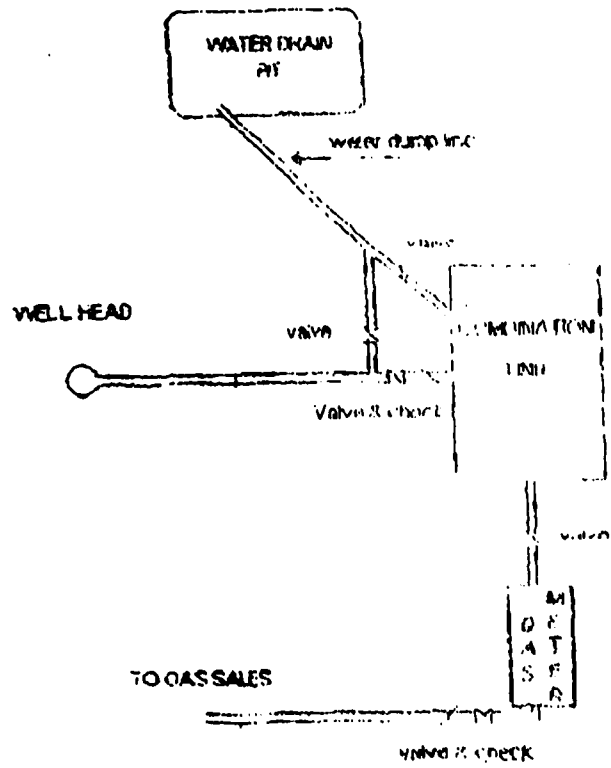 WATER DRAIN
PIT
water dump line
valve
WELL HEAD
valve
COMBINATION
UNIT
Valve & check
valve
GAS
METER
TO GAS SALES
valve & check